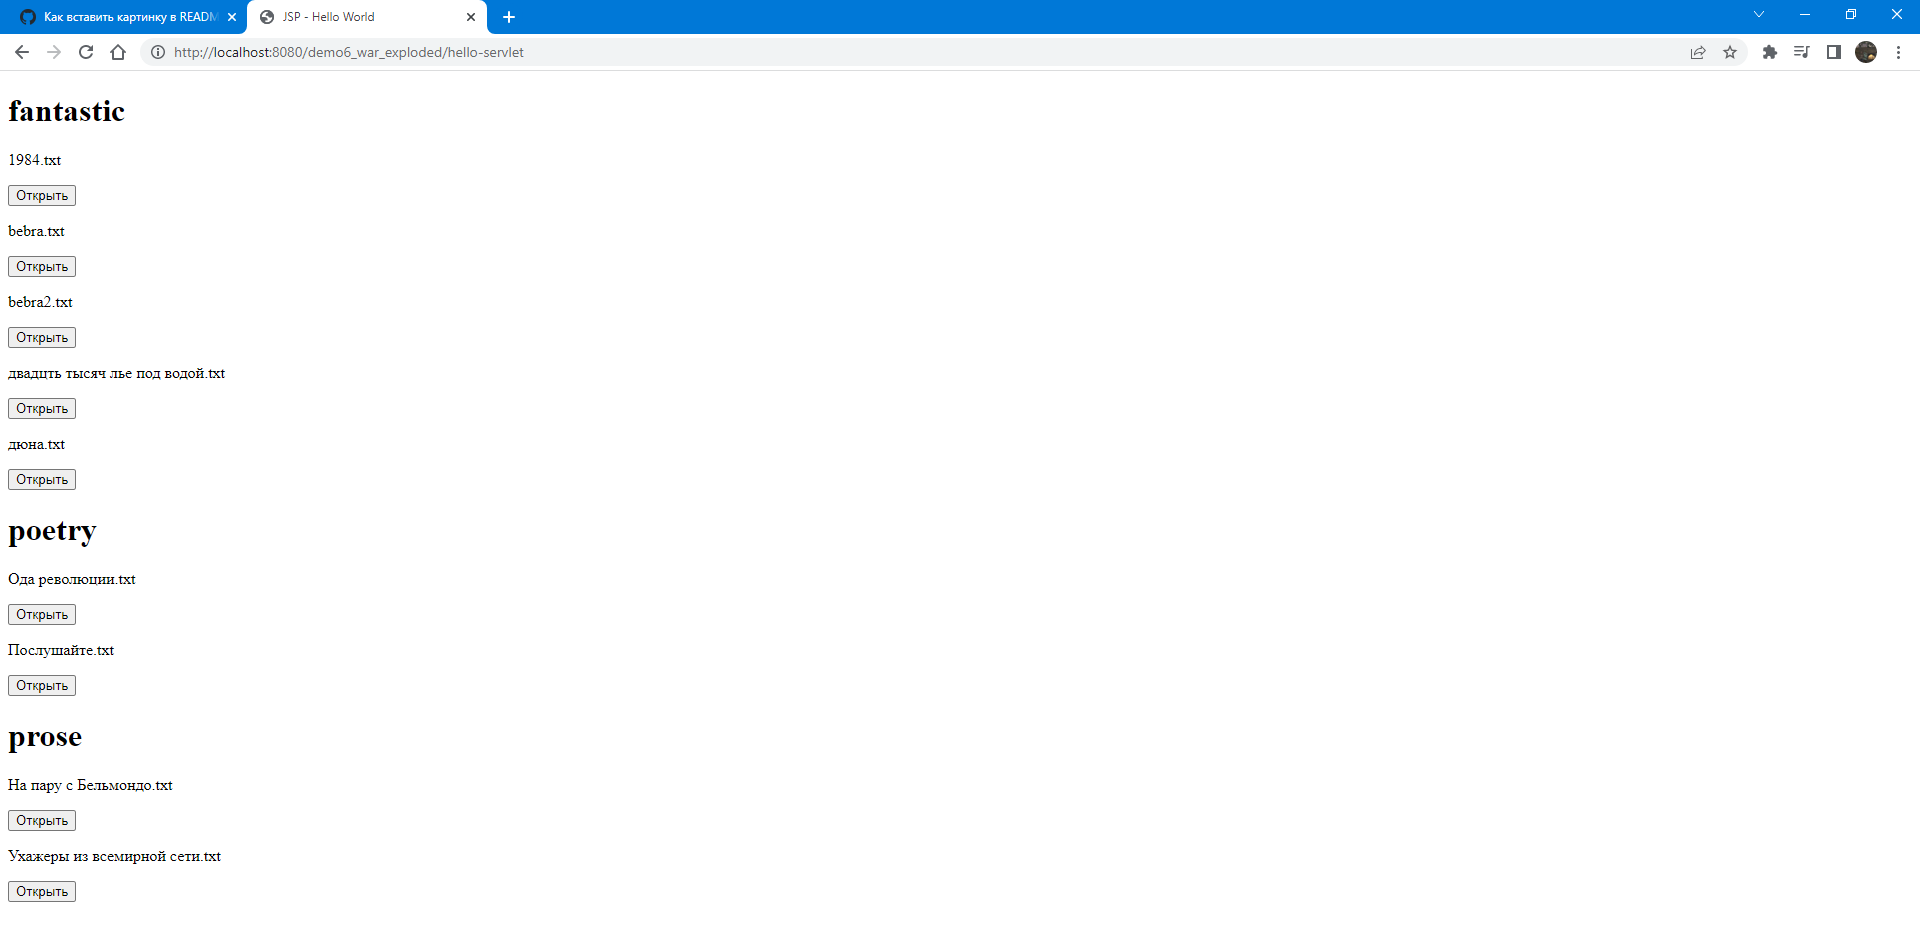 Как вставить картинку в READM
JSP - Hello World
http://localhost:8080/demo6_war_exploded/hello-servlet
fantastic
1984.txt
Открыть
bebra.txt
Открыть
bebra2.txt
Открыть
двадцть тысяч лье под водой.txt
Открыть
дюна.txt
Открыть
poetry
Ода революции.txt
Открыть
Послушайте.txt
Открыть
prose
На пару с Бельмондо.txt
Открыть
Ухажеры из всемирной сети.txt
Открыть